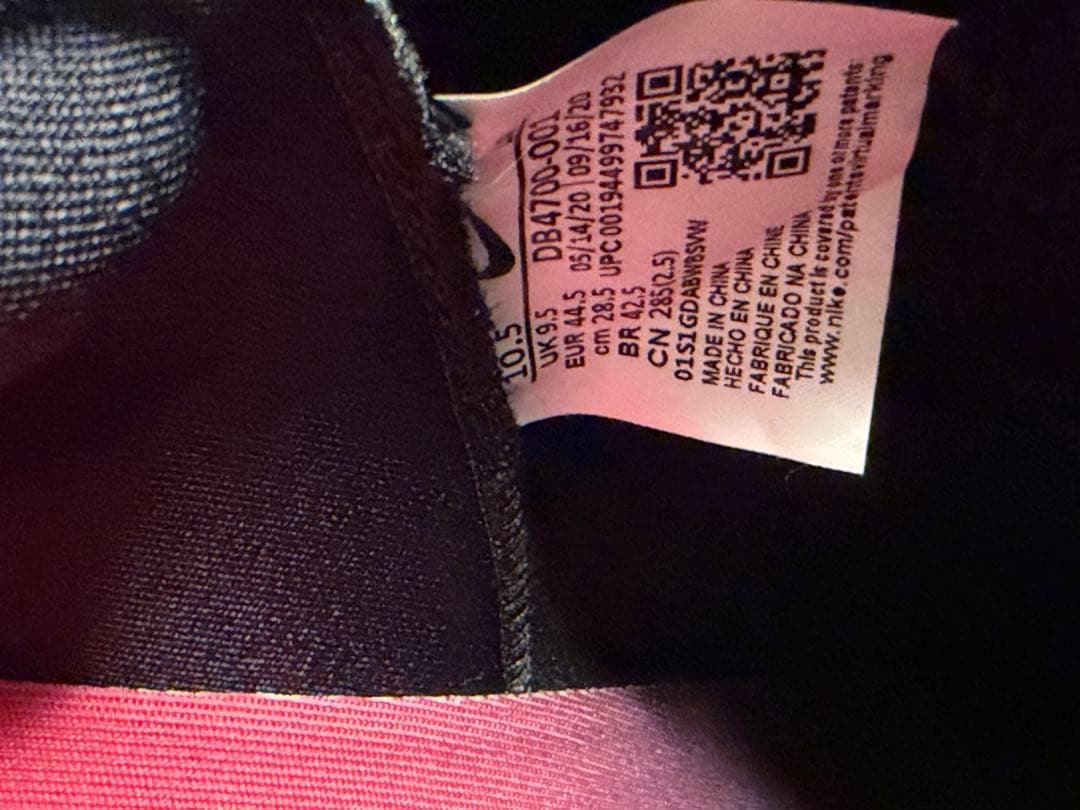 10.5
UK 9.5 DB4700-001
EUR 44.5 05/14/20 09/16/20
cm 28.5 UPC 00194499747932
BR 42.5
CN 285(2.5)
01S1GDABWBSVW
MADE IN CHINA
HECHO EN CHINA
FABRIQUE EN CHINE
FABRICADO NA CHINA
This product is covered by one or more patents
www.nike.com/patentsvirtualmarking